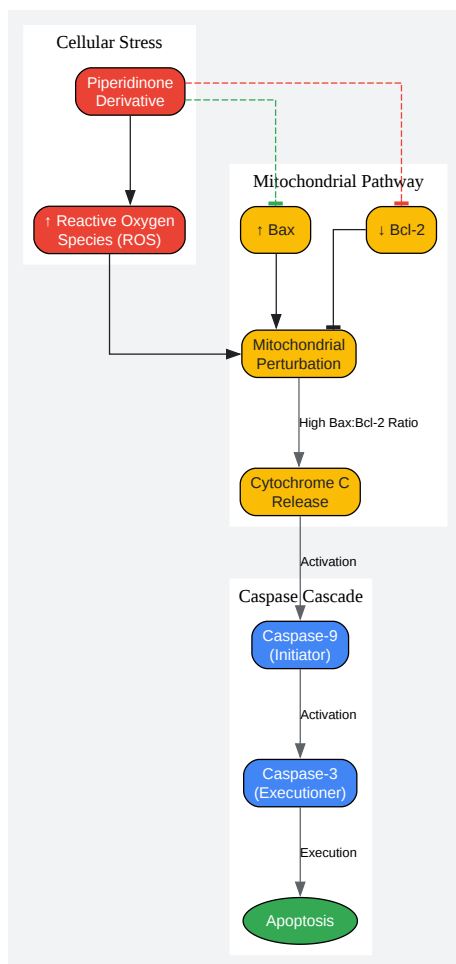 Cellular Stress
Piperidinone
Derivative
↑ Reactive Oxygen
Species (ROS)
Mitochondrial Pathway
↑ Bax
↓ Bcl-2
Mitochondrial
Perturbation
High Bax:Bcl-2 Ratio
Cytochrome C
Release
Activation
Caspase Cascade
Caspase-9
(Initiator)
Activation
Caspase-3
(Executioner)
Execution
Apoptosis